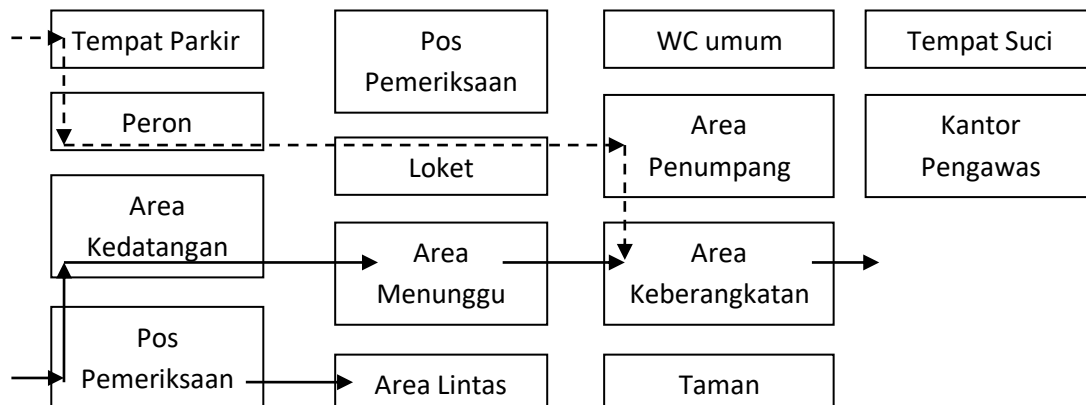 Tempat Parkir
Pos
Pemeriksaan
WC umum
Tempat Suci
Peron
Loket
Area
Penumpang
Kantor
Pengawas
Area
Kedatangan
Area
Menunggu
Area
Keberangkatan
Pos
Pemeriksaan
Area Lintas
Taman